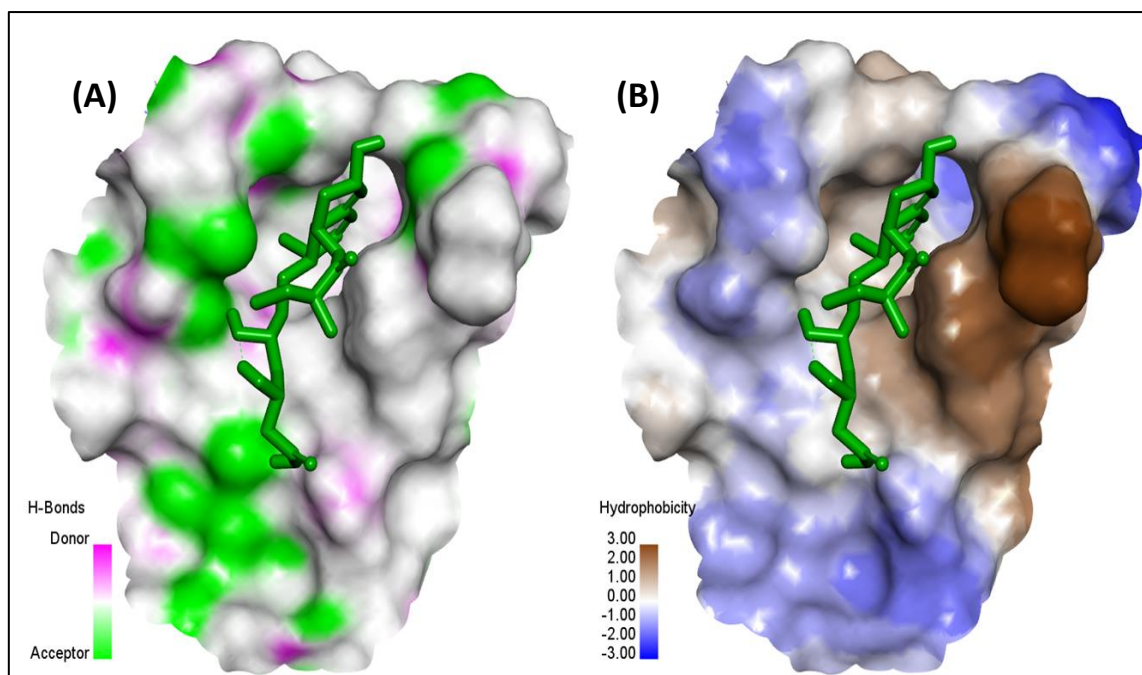 (A)
(B)
H-Bonds
Donor
Acceptor
Hydrophobicity
3.00
2.00
1.00
0.00
-1.00
-2.00
-3.00